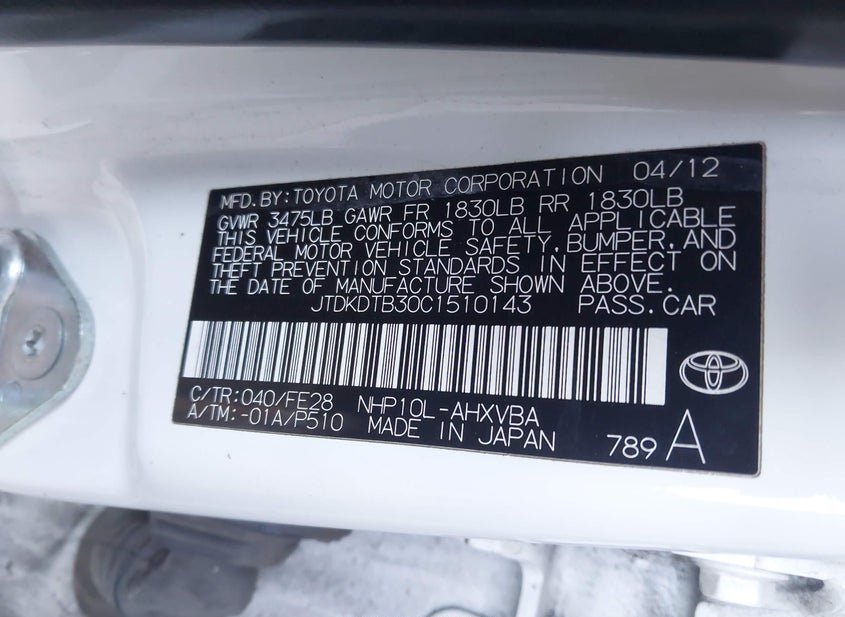 MFD.BY:TOYOTA MOTOR CORPORATION 04/12
GVWR 3475LB GAWR FR 1830LB RR 1830LB
THIS VEHICLE CONFORMS TO ALL APPLICABLE
FEDERAL MOTOR VEHICLE SAFETY,BUMPER,AND
THEFT PREVENTION STANDARDS IN EFFECT ON
THE DATE OF MANUFACTURE SHOWN ABOVE.
JTDKDTB30C1510143 PASS.CAR
C/TR:040/FE28 NHP10L-AHXVBA
A/TM:-01A/P510 MADE IN JAPAN 789 A